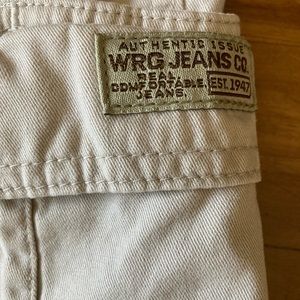 AUTHENTIC ISSUE
WRG JEANS CO.
REAL
COMFORTABLE EST. 1947
JEANS.